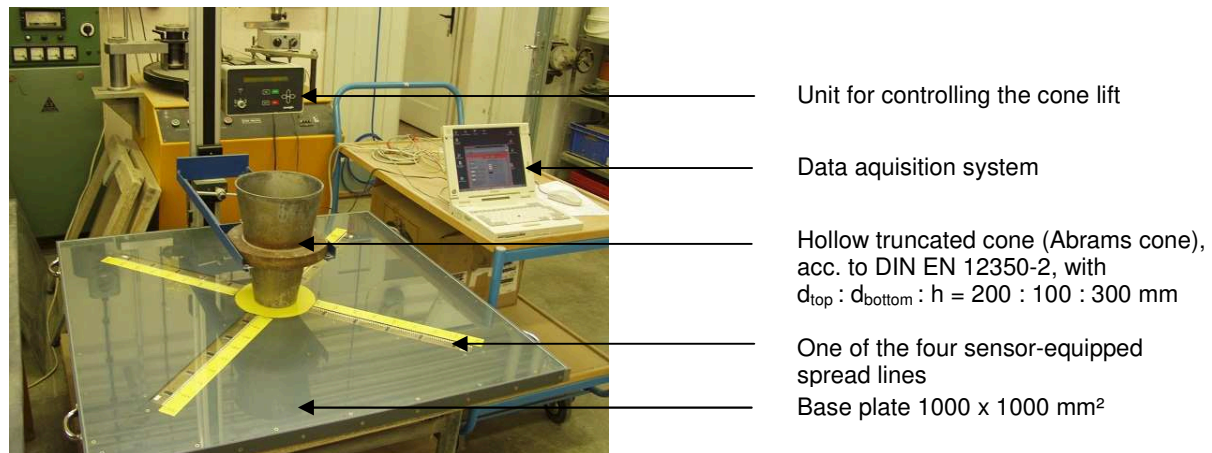 Unit for controlling the cone lift
Data aquisition system
Hollow truncated cone (Abrams cone),
acc. to DIN EN 12350-2, with
dtop : dbottom : h = 200 : 100 : 300 mm
One of the four sensor-equipped
spread lines
Base plate 1000 x 1000 mm²